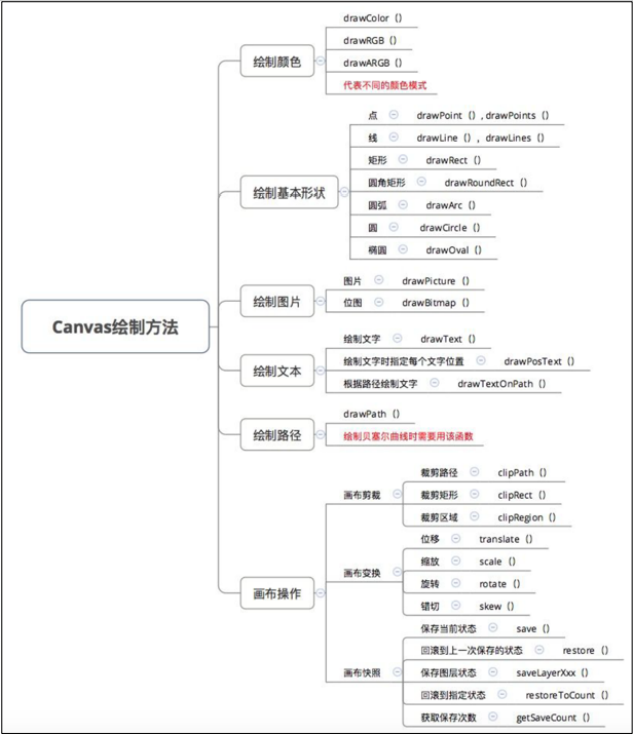 Canvas绘制方法
绘制颜色
drawColor ()
drawRGB ()
drawARGB ()
代表不同的颜色模式
绘制基本形状
点 drawPoint () ,drawPoints ()
线 drawLine () , drawLines ()
矩形 drawRect ()
圆角矩形 drawRoundRect ()
圆弧 drawArc ()
圆 drawCircle ()
椭圆 drawOval ()
绘制图片
图片 drawPicture ()
位图 drawBitmap ()
绘制文本
绘制文字 drawText ()
绘制文字时指定每个文字位置 drawPosText ()
根据路径绘制文字 drawTextOnPath ()
绘制路径
drawPath ()
绘制贝塞尔曲线时需要用该函数
画布操作
画布剪裁
裁剪路径 clipPath ()
裁剪矩形 clipRect ()
裁剪区域 clipRegion ()
画布变换
位移 translate ()
缩放 scale ()
旋转 rotate ()
错切 skew ()
画布快照
保存当前状态 save ()
回滚到上一次保存的状态 restore ()
保存图层状态 saveLayerXxx ()
回滚到指定状态 restoreToCount ()
获取保存次数 getSaveCount ()